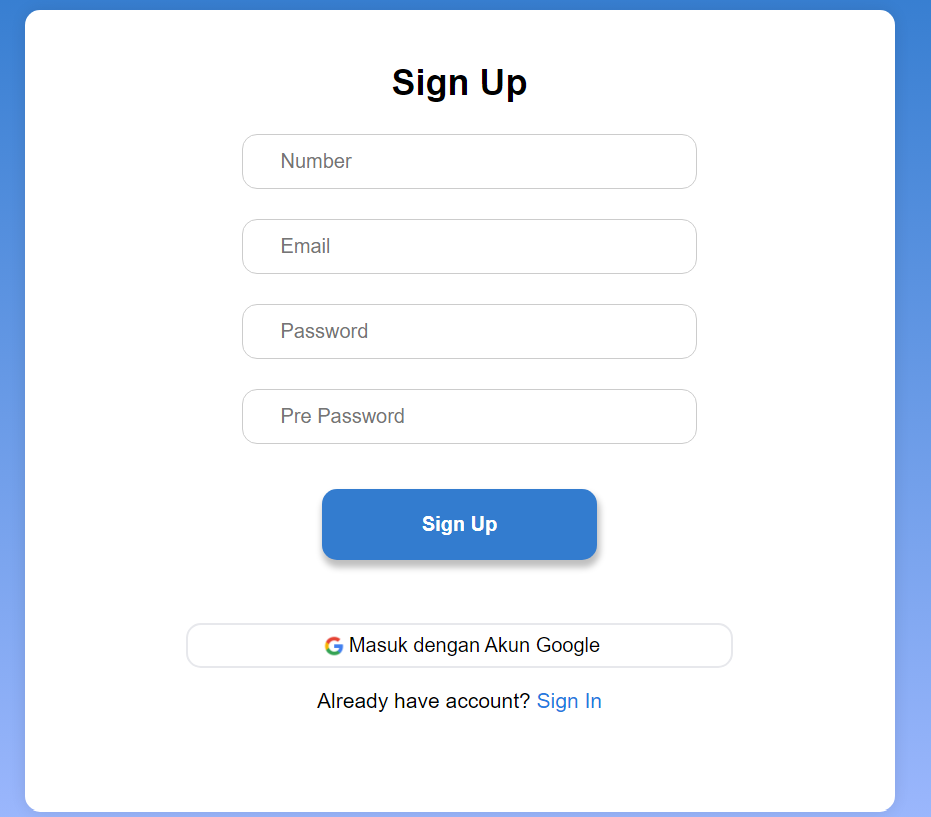 Sign Up
Number
Email
Password
Pre Password
Sign Up
Masuk dengan Akun Google
Already have account? Sign In